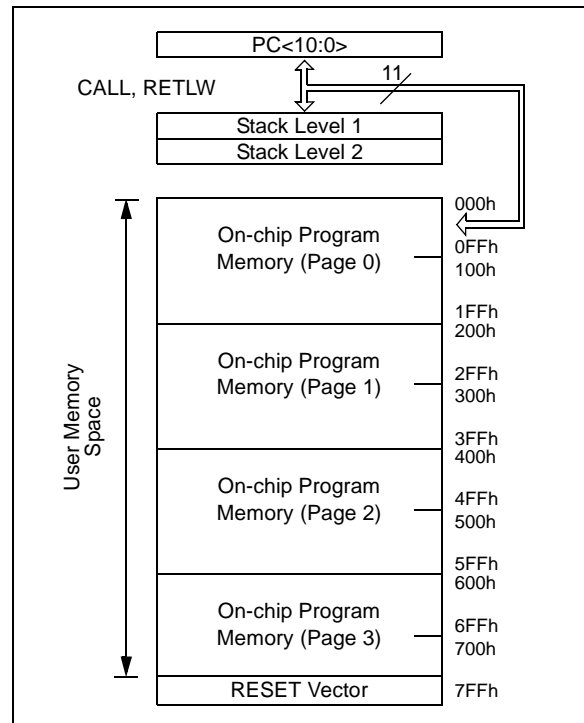 PC<10:0>
CALL, RETLW
11
Stack Level 1
Stack Level 2
User Memory
Space
000h
On-chip Program
Memory (Page 0)
0FFh
100h
1FFh
200h
On-chip Program
Memory (Page 1)
2FFh
300h
3FFh
400h
On-chip Program
Memory (Page 2)
4FFh
500h
5FFh
600h
On-chip Program
Memory (Page 3)
6FFh
700h
RESET Vector
7FFh